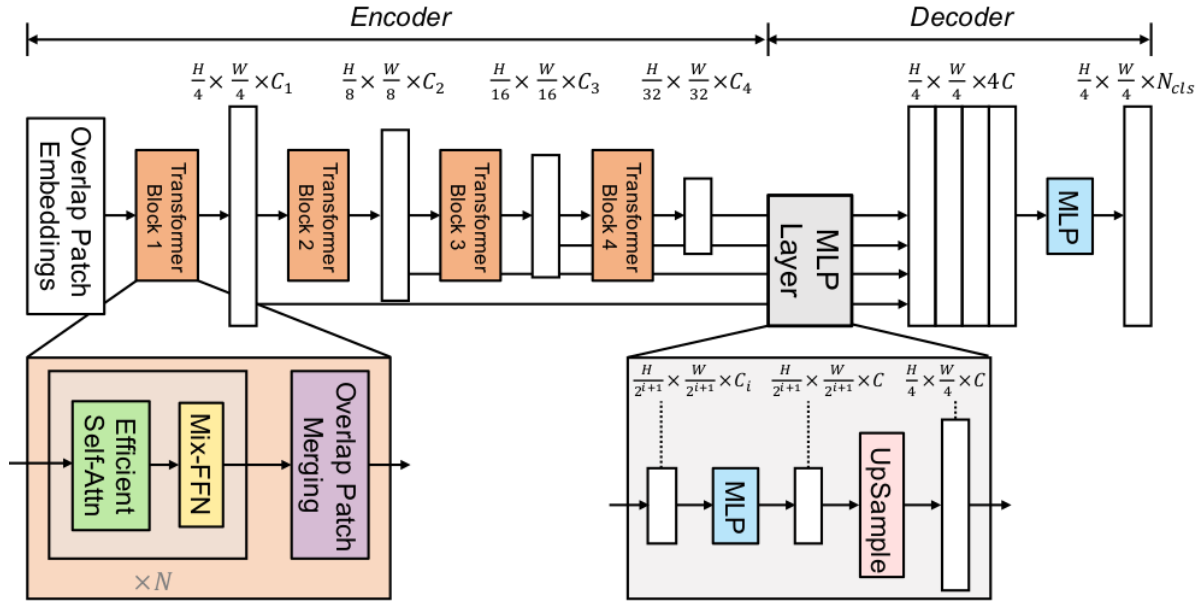 Encoder
Decoder
H/4 × W/4 × C₁
H/8 × W/8 × C₂
H/16 × W/16 × C₃
H/32 × W/32 × C₄
H/4 × W/4 × 4C
H/4 × W/4 × N_cls
Overlap Patch
Embeddings
Transformer
Block 1
Transformer
Block 2
Transformer
Block 3
Transformer
Block 4
MLP
Layer
MLP
Efficient
Self-Attn
Mix-FFN
Overlap Patch
Merging
×N
H/2^{i+1} × W/2^{i+1} × C_i
H/2^{i+1} × W/2^{i+1} × C
H/4 × W/4 × C
MLP
UpSample